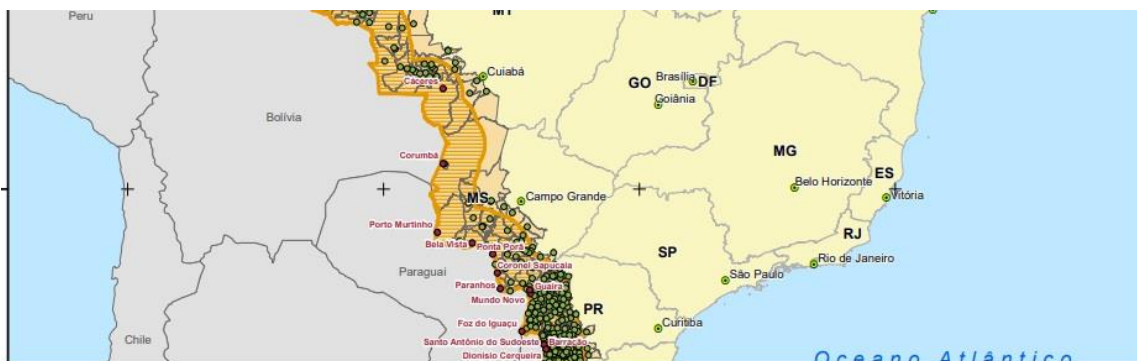 Peru
MT
Cuiabá
Cáceres
Brasília
DF
GO
Goiânia
Bolívia
MG
Corumbá
ES
Belo Horizonte
Vitória
MS
Campo Grande
Porto Murtinho
RJ
Bela Vista
Ponta Porã
SP
Rio de Janeiro
Coronel Sapucaia
Paraguai
São Paulo
Paranhos
Guaíra
Mundo Novo
PR
Foz do Iguaçu
Curitiba
Chile
Santo Antônio do Sudoeste
Barracão
Dionísio Cerqueira
Oceano Atlântico